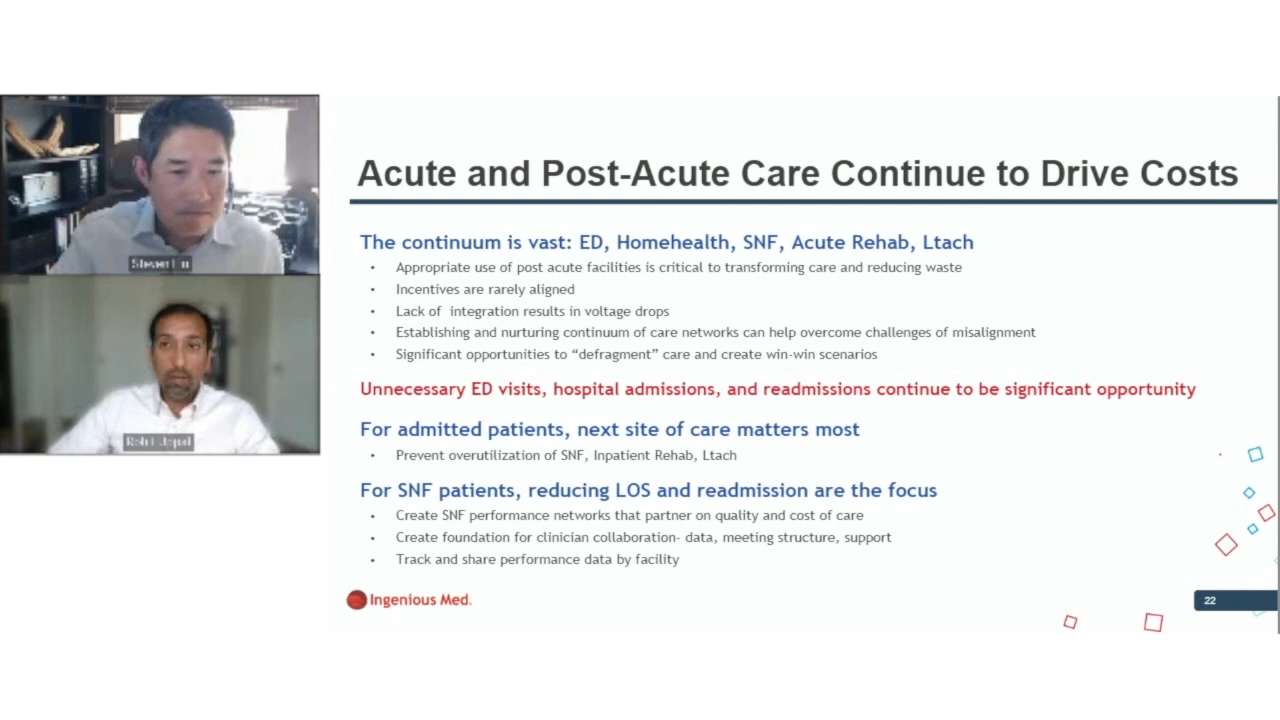 Acute and Post-Acute Care Continue to Drive Costs
The continuum is vast: ED, Homehealth, SNF, Acute Rehab, Ltach
• Appropriate use of post acute facilities is critical to transforming care and reducing waste
• Incentives are rarely aligned
• Lack of integration results in voltage drops
• Establishing and nurturing continuum of care networks can help overcome challenges of misalignment
• Significant opportunities to “defragment” care and create win-win scenarios
Unnecessary ED visits, hospital admissions, and readmissions continue to be significant opportunity
For admitted patients, next site of care matters most
• Prevent overutilization of SNF, Inpatient Rehab, Ltach
For SNF patients, reducing LOS and readmission are the focus
• Create SNF performance networks that partner on quality and cost of care
• Create foundation for clinician collaboration- data, meeting structure, support
• Track and share performance data by facility
Ingenious Med.
22